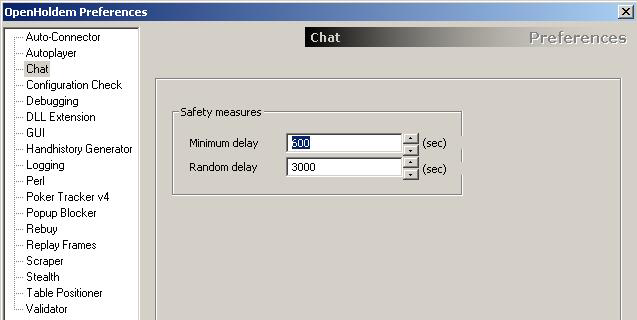 OpenHoldem Preferences
Auto-Connector
Autoplayer
Chat
Configuration Check
Debugging
DLL Extension
GUI
Handhistory Generator
Logging
Perl
Poker Tracker v4
Popup Blocker
Rebuy
Replay Frames
Scraper
Stealth
Table Positioner
Validator
Chat Preferences
Safety measures
Minimum delay 600 (sec)
Random delay 3000 (sec)